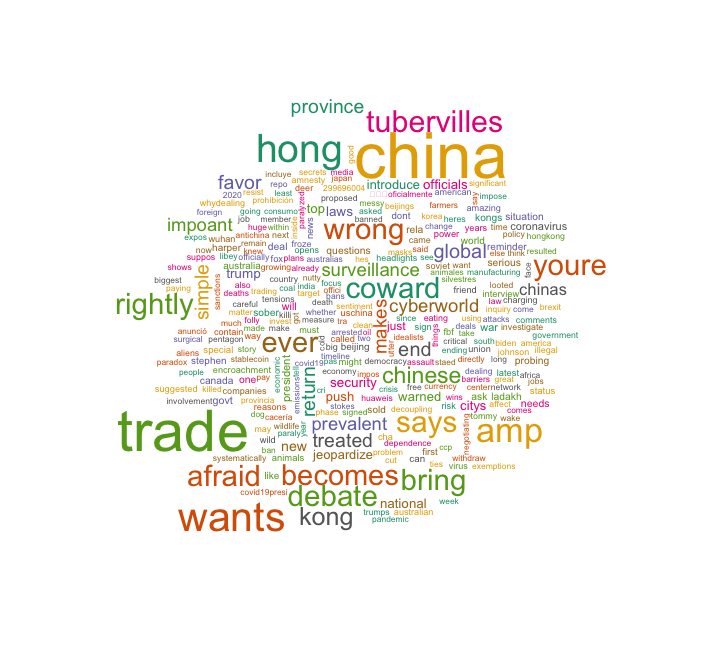 province
tubervilles
hong
china
good
favor
incluye
secrets
media
amnesty
japan
repo
deer
299696004
introduce
officials
significant
amazing
2020
resist
least
oficialmente
american
say
impose
whydealing
prohibición
proposed
beijings
farmers
foreign
going
consumo
top
laws
asked
banned
dont
korea
heres
kongs
policy
hongkong
impoant
job
member
paralyzed
inside
news
wrong
rela
power
years
time
situation
coronavirus
expos
wuhan
huge
within
change
harper
remain
knew
antichina
next
deal
froze
will
questions
came
said
global
world
reminder
serious
resulted
suppos
libey
officially
fox
plans
australias
hes
masks
headlights
see
soviet
want
else
think
face
youre
shows
australia
growing
already
surveillance
animales
manufacturing
looted
biggest
trump
country
nutty
assault
chinas
friend
interview
silvestres
simple
sanctions
also
deaths
trading
coal
india
focus
offici
target
bans
coward
cyberworld
law
charging
inquiry
come
brexit
rightly
careful
tensions
killi
death
sentiment
makes
using
attacks
comments
matter
invest
got
whether
clean
since
eating
situation
anunció
much
contain
way
folly
made
make
sober
must
uschina
called
two
just
sign
war
deals
investigate
government
surgical
pentagon
ever
measure
tra
idealists
utter
things
critical
south
biden
america
aliens
paradox
special
story
stablecoin
timeline
big
beijing
end
ending
union
johnson
illegal
people
stephen
encroachment
president
economic
covid19
pas
might
democracy
staed
directly
long
probing
canada
one
pay
companies
emissions
tell
return
cri
economy
impos
chinese
dealing
latest
africa
suggested
killed
provincia
crisis
free
currency
barriers
great
jobs
involvement
govt
reasons
security
huaweis
warned
wins
center
network
status
push
phase
signed
stokes
sold
decoupling
risk
citys
ask
ladakh
affect
needs
trade
dog
cacería
prevalent
says
tommy
comes
wake
amp
may
wildlife
year
treated
cha
dependence
negotiating
wild
paraly
new
problem
ban
jeopardize
can
first
ccp
withdraw
systematically
animals
cut
ties
virus
exemptions
afraid
like
becomes
bring
covid19presi
debate
national
week
wants
kong
trumps
australian
pandemic